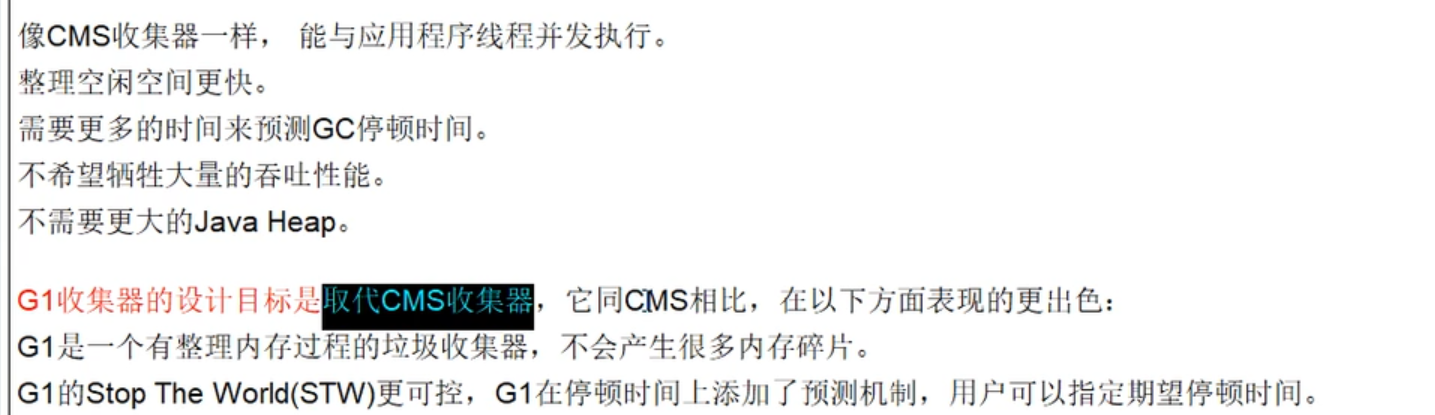 像CMS收集器一样， 能与应用程序线程并发执行。
整理空闲空间更快。
需要更多的时间来预测GC停顿时间。
不希望牺牲大量的吞吐性能。
不需要更大的Java Heap。
G1收集器的设计目标是取代CMS收集器，它同CMS相比，在以下方面表现的更出色：
G1是一个有整理内存过程的垃圾收集器，不会产生很多内存碎片。
G1的Stop The World(STW)更可控，G1在停顿时间上添加了预测机制，用户可以指定期望停顿时间。